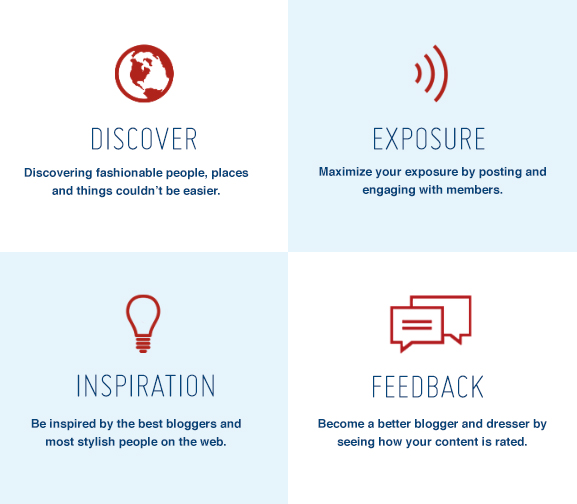 DISCOVER
Discovering fashionable people, places
and things couldn't be easier.
EXPOSURE
Maximize your exposure by posting and
engaging with members.
INSPIRATION
Be inspired by the best bloggers and
most stylish people on the web.
FEEDBACK
Become a better blogger and dresser by
seeing how your content is rated.